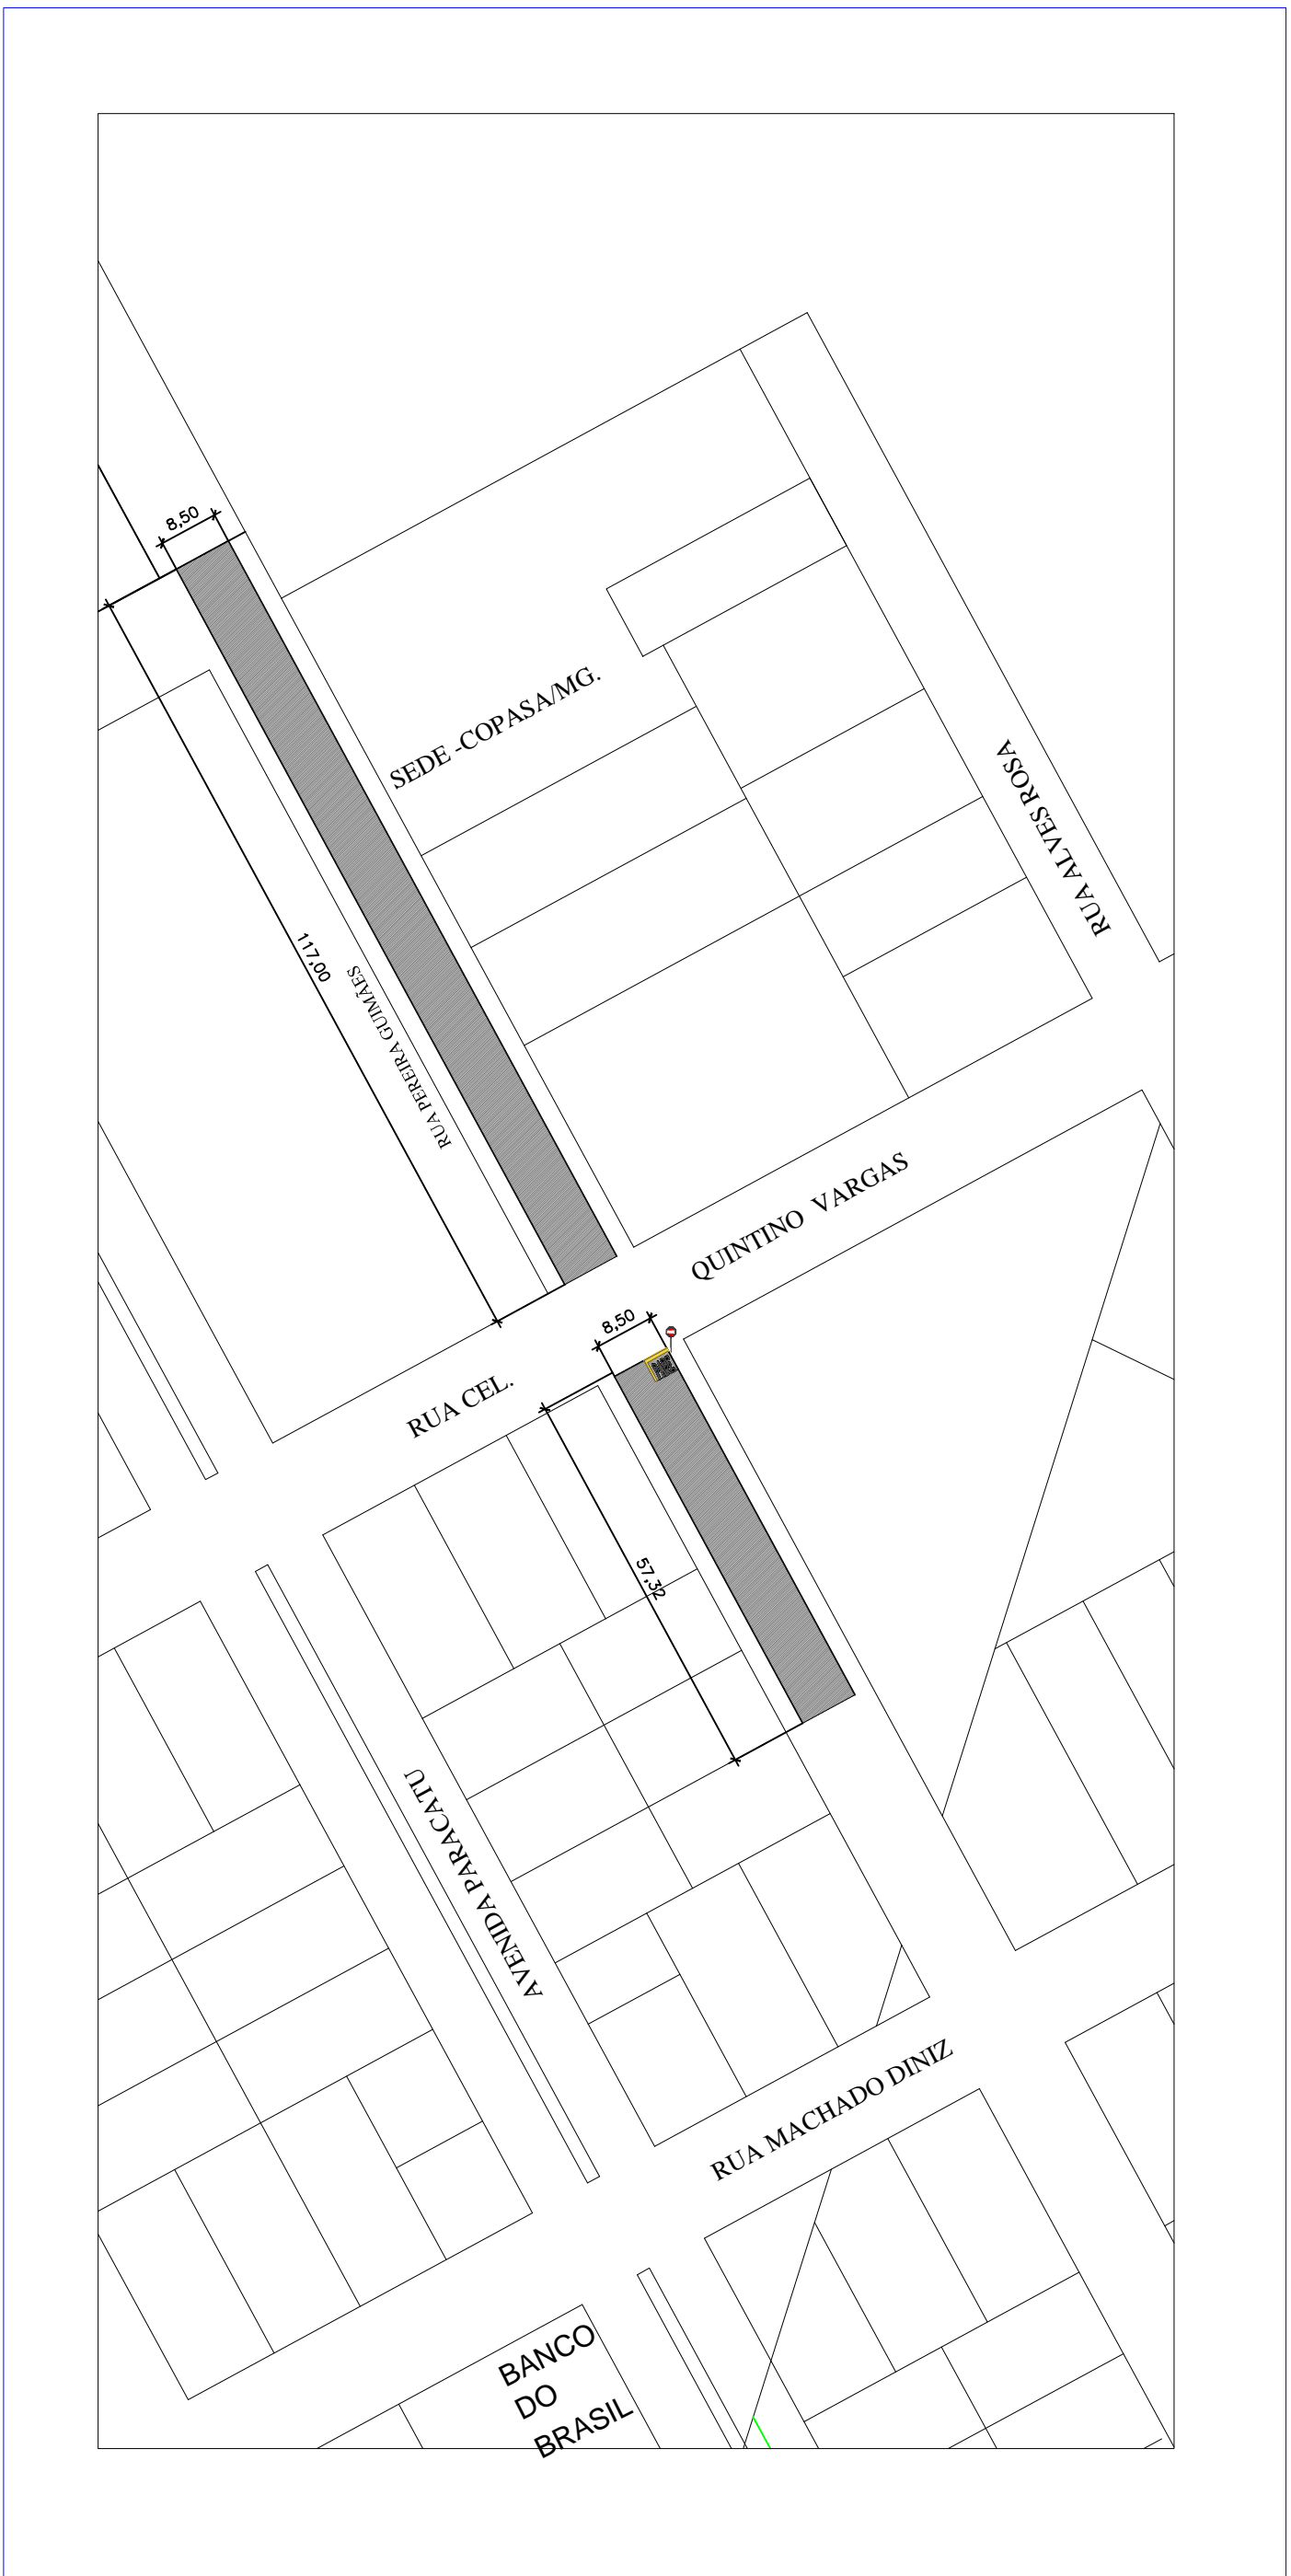 8,50
SEDE -COPASA/MG.
RUA ALVES ROSA
117,00
RUA PEREIRA GUIMÃES
QUINTINO VARGAS
8,50
RUA CEL.
57,32
AVENIDA PARACATU
RUA MACHADO DINIZ
BANCO
DO
BRASIL